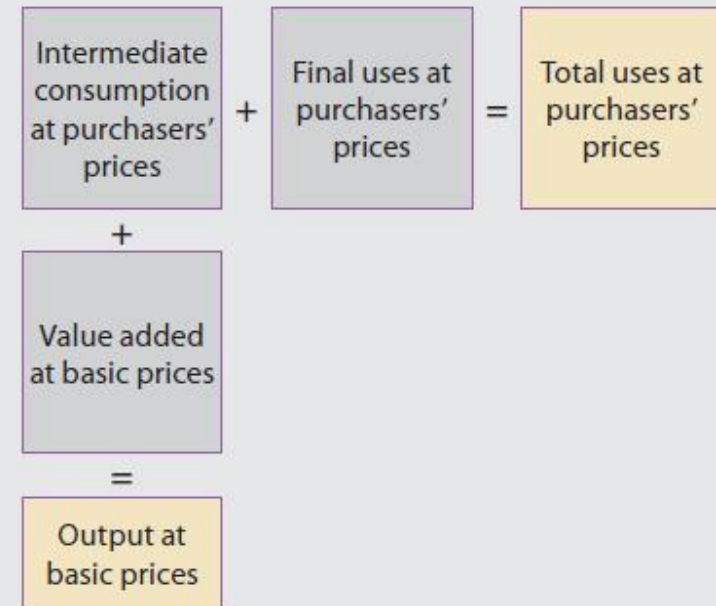 Intermediate
consumption
at purchasers’
prices
+
Final uses at
purchasers’
prices
=
Total uses at
purchasers’
prices
+
Value added
at basic prices
=
Output at
basic prices